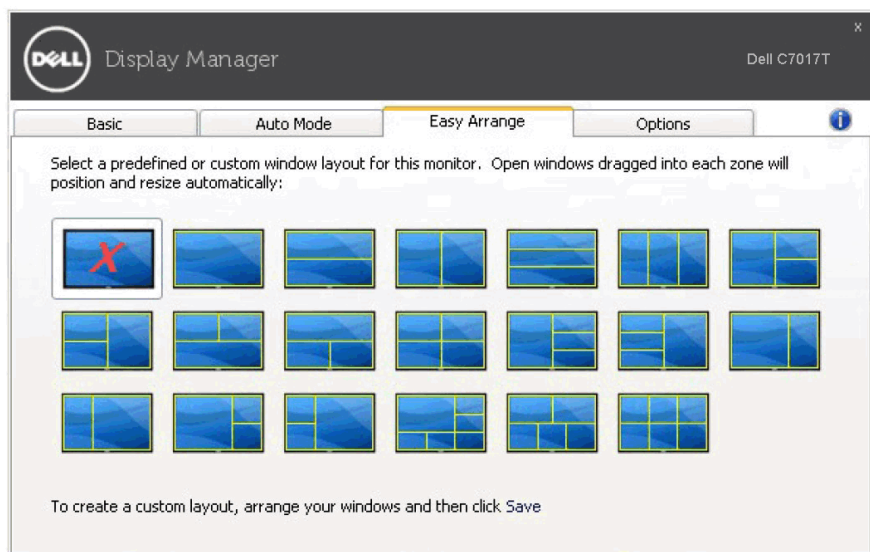 x
DELL Display Manager
Dell C7017T
Basic Auto Mode Easy Arrange Options i
Select a predefined or custom window layout for this monitor. Open windows dragged into each zone will
position and resize automatically:
X
To create a custom layout, arrange your windows and then click Save